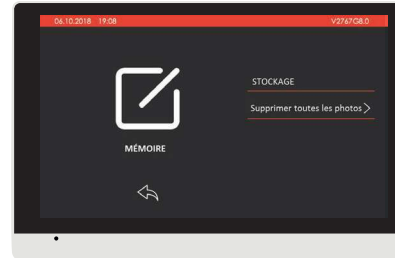 06.10.2018 19:08 V2767G8.0
STOCKAGE
Supprimer toutes les photos >
MÉMOIRE